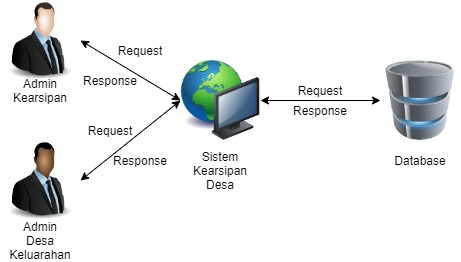 Request
Response
Admin
Kearsipan
Request
Response
Admin
Desa
Keluarahan
Sistem
Kearsipan
Desa
Request
Response
Database